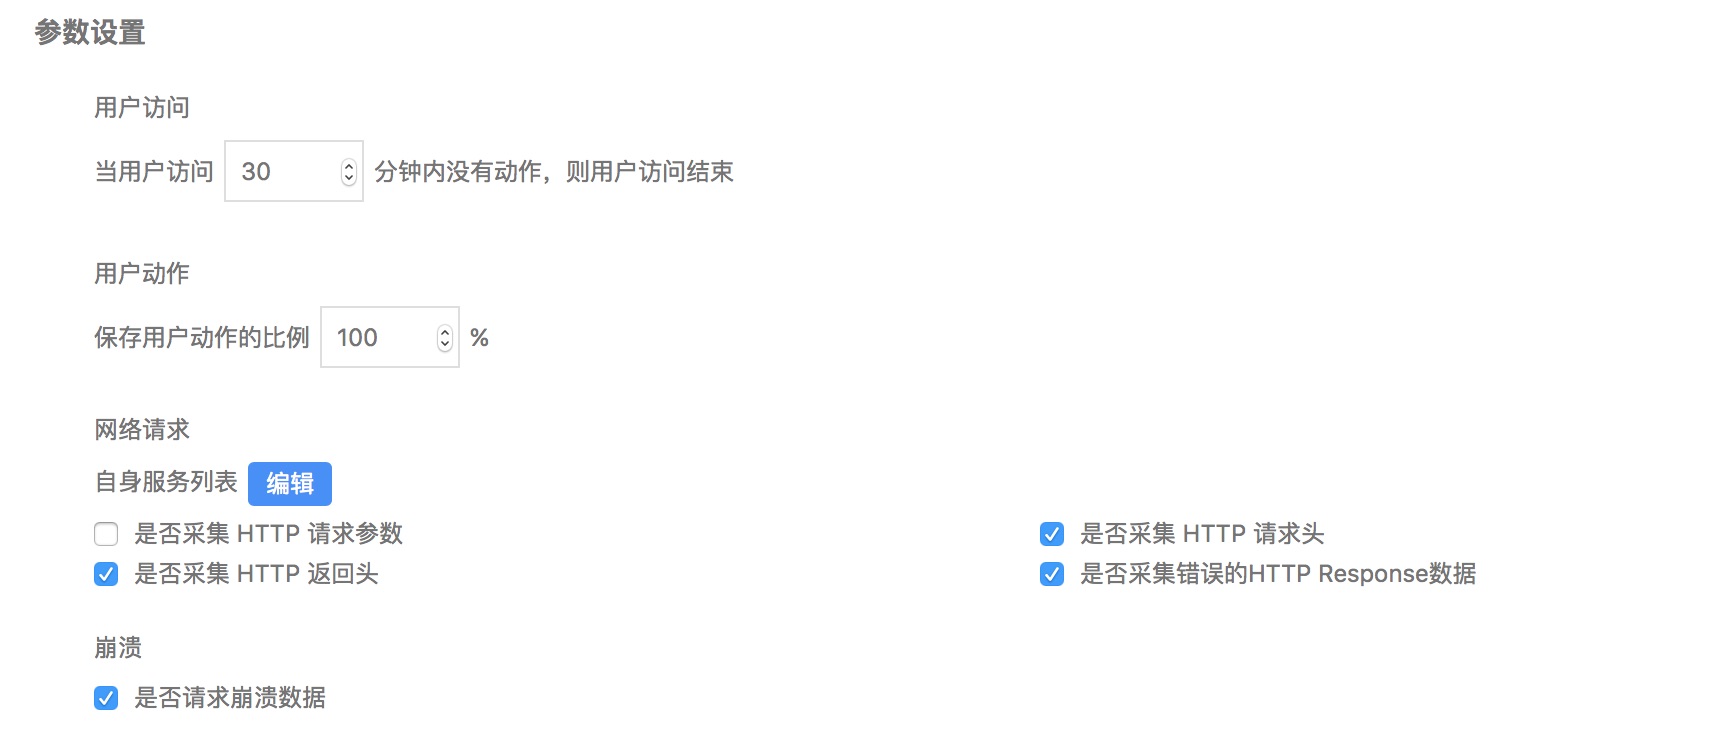 参数设置
用户访问
当用户访问 30 分钟内没有动作，则用户访问结束
用户动作
保存用户动作的比例 100 %
网络请求
自身服务列表 编辑
是否采集 HTTP 请求参数 是否采集 HTTP 请求头
是否采集 HTTP 返回头 是否采集错误的HTTP Response数据
崩溃
是否请求崩溃数据